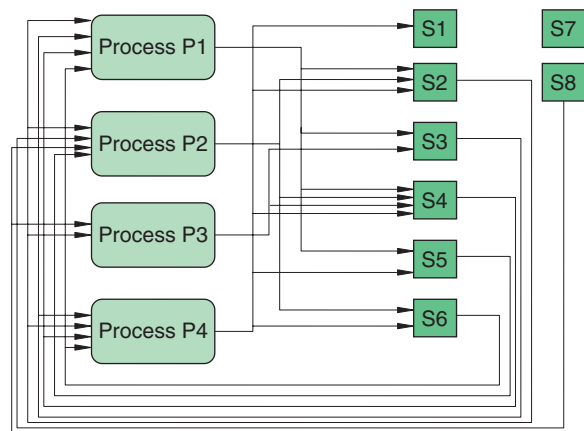 Process P1
Process P2
Process P3
Process P4
S1
S2
S3
S4
S5
S6
S7
S8